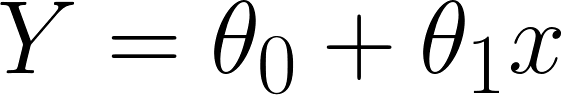 Y = θ₀ + θ₁x